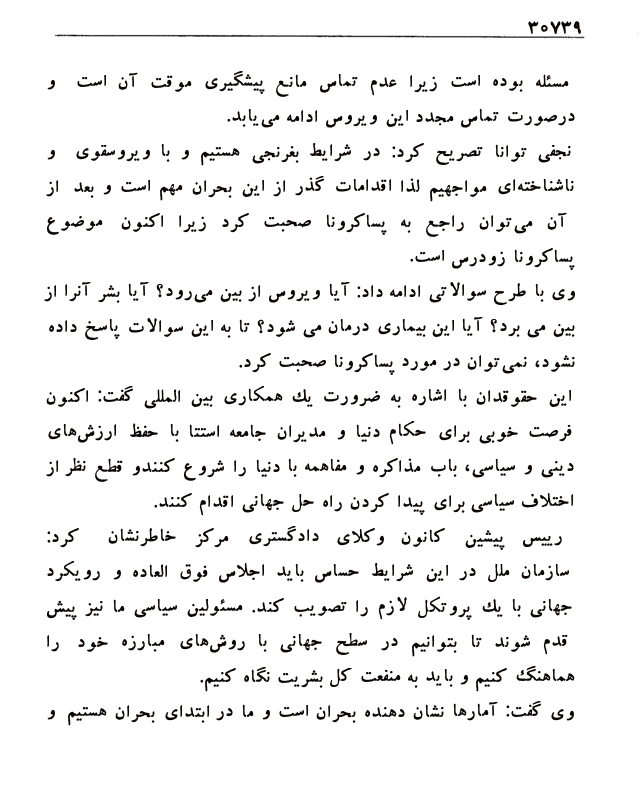 ۳۰۷۳۹
مسئله بوده است زیرا عدم تماس مانع پیشگیری موقت آن است و
درصورت تماس مجدد این ویروس ادامه می‌یابد.
نجفی توانا تصریح کرد: در شرایط بغرنجی هستیم و با ویروسقوی و
ناشناخته‌ای مواجهیم لذا اقدامات گذر از این بحران مهم است و بعد از
آن می‌توان راجع به پساکرونا صحبت کرد زیرا اکنون موضوع
پساکرونا زودرس است.
وی با طرح سوالاتی ادامه داد: آیا ویروس از بین می‌رود؟ آیا بشر آنرا از
بین می برد؟ آیا این بیماری درمان می شود؟ تا به این سوالات پاسخ داده
نشود، نمی‌توان در مورد پساکرونا صحبت کرد.
این حقوقدان با اشاره به ضرورت یك همکاری بین المللی گفت: اکنون
فرصت خوبی برای حکام دنیا و مدیران جامعه استتا با حفظ ارزش‌های
دینی و سیاسی، باب مذاکره و مفاهمه با دنیا را شروع کنندو قطع نظر از
اختلاف سیاسی برای پیدا کردن راه حل جهانی اقدام کنند.
رییس پیشین کانون وکلای دادگستری مرکز خاطرنشان کرد:
سازمان ملل در این شرایط حساس باید اجلاس فوق العاده و رویکرد
جهانی با یك پروتکل لازم را تصویب کند. مسئولین سیاسی ما نیز پیش
قدم شوند تا بتوانیم در سطح جهانی با روش‌های مبارزه خود را
هماهنگ کنیم و باید به منفعت کل بشریت نگاه کنیم.
وی گفت: آمارها نشان دهنده بحران است و ما در ابتدای بحران هستیم و